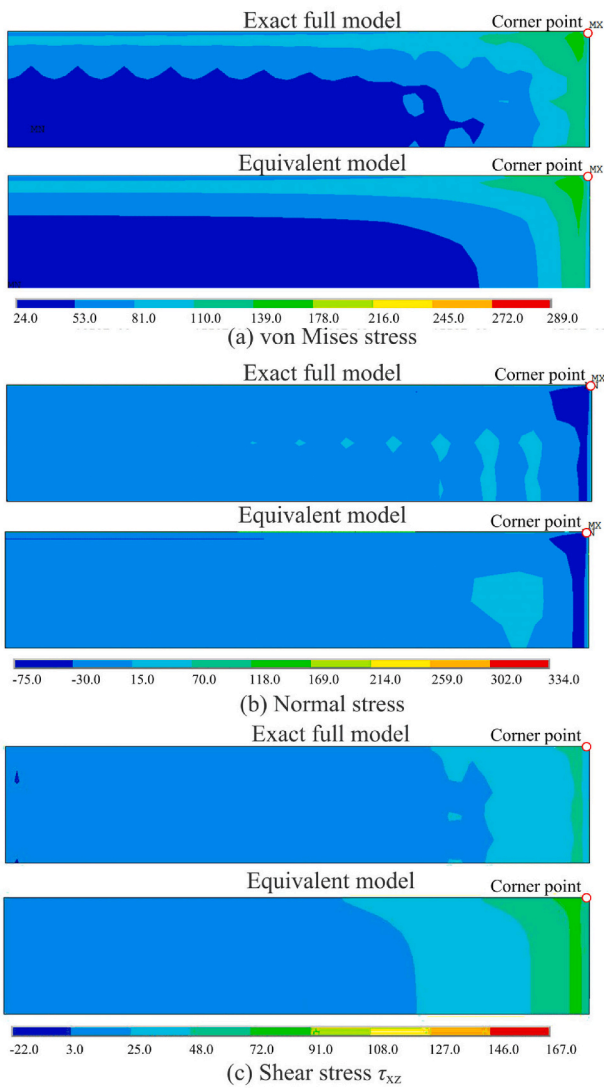 Exact full model
Corner point MX
Equivalent model
Corner point MX
24.0 53.0 81.0 110.0 139.0 178.0 216.0 245.0 272.0 289.0
(a) von Mises stress
Exact full model
Corner point MX
Equivalent model
Corner point MX
-75.0 -30.0 15.0 70.0 118.0 169.0 214.0 259.0 302.0 334.0
(b) Normal stress
Exact full model
Corner point
Equivalent model
Corner point
-22.0 3.0 25.0 48.0 72.0 91.0 108.0 127.0 146.0 167.0
(c) Shear stress τxz